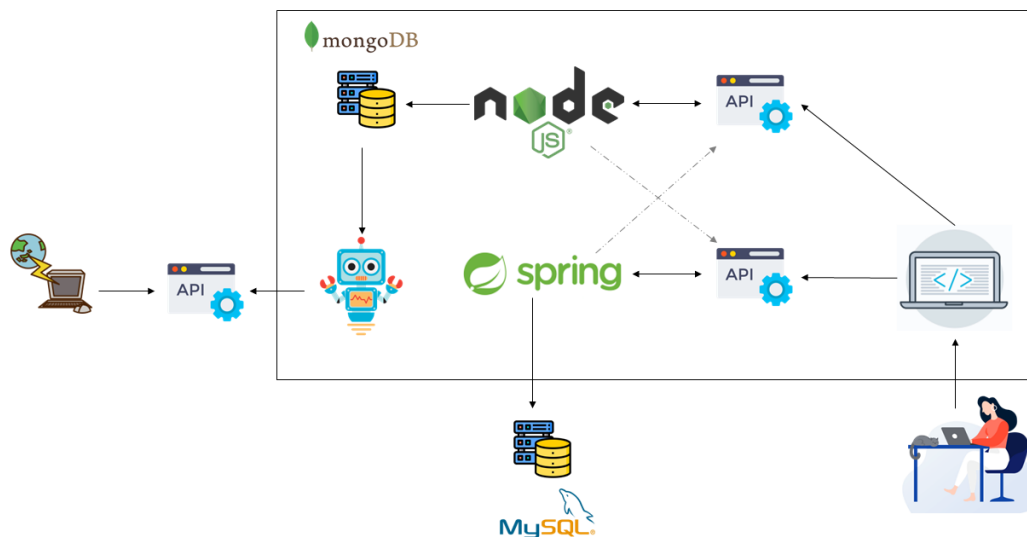 mongoDB
node
JS
API
API
spring
API
</>
MySQL